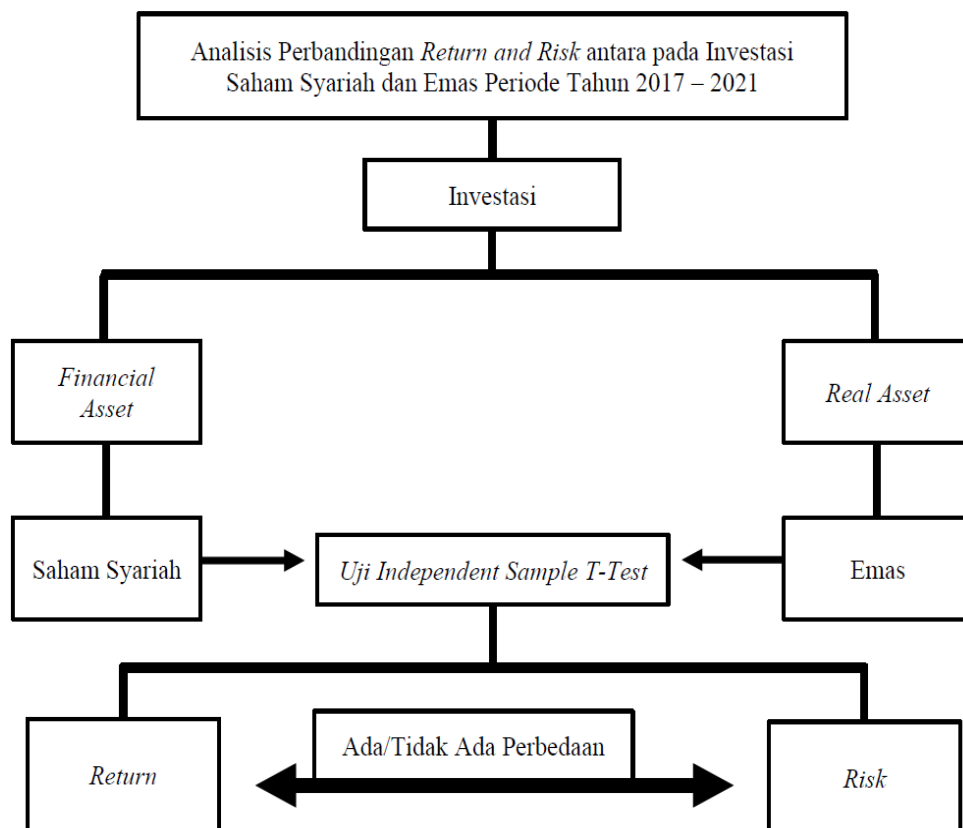 Analisis Perbandingan Return and Risk antara pada Investasi
Saham Syariah dan Emas Periode Tahun 2017 – 2021
Investasi
Financial
Asset
Real Asset
Saham Syariah
Uji Independent Sample T-Test
Emas
Return
Ada/Tidak Ada Perbedaan
Risk